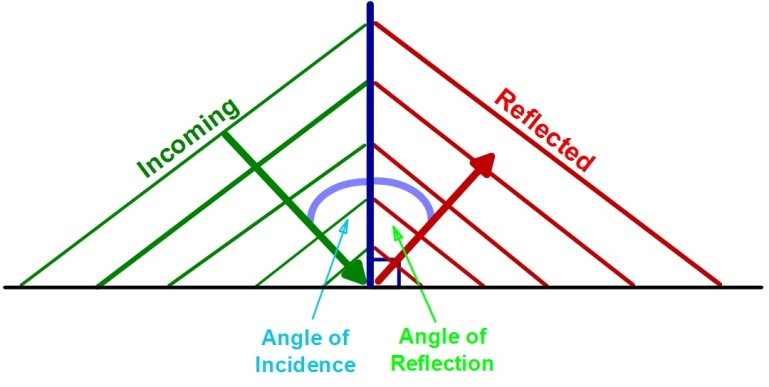 Incoming
Reflected
Angle of
Incidence
Angle of
Reflection